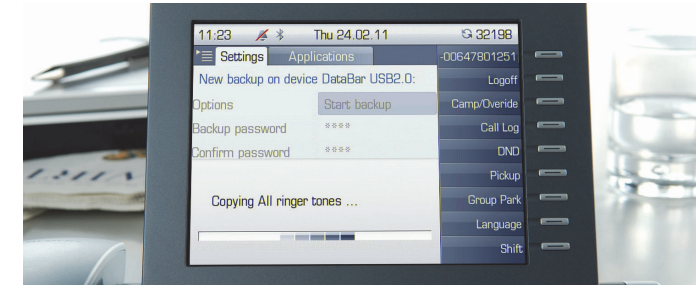 11:23 Thu 24.02.11 32198
Settings Applications -00647801251
New backup on device DataBar USB2.0:
Logoff
Options Start backup Camp/Overide
Backup password **** Call Log
Confirm password **** DND
Pickup
Copying All ringer tones ... Group Park
Language
Shift